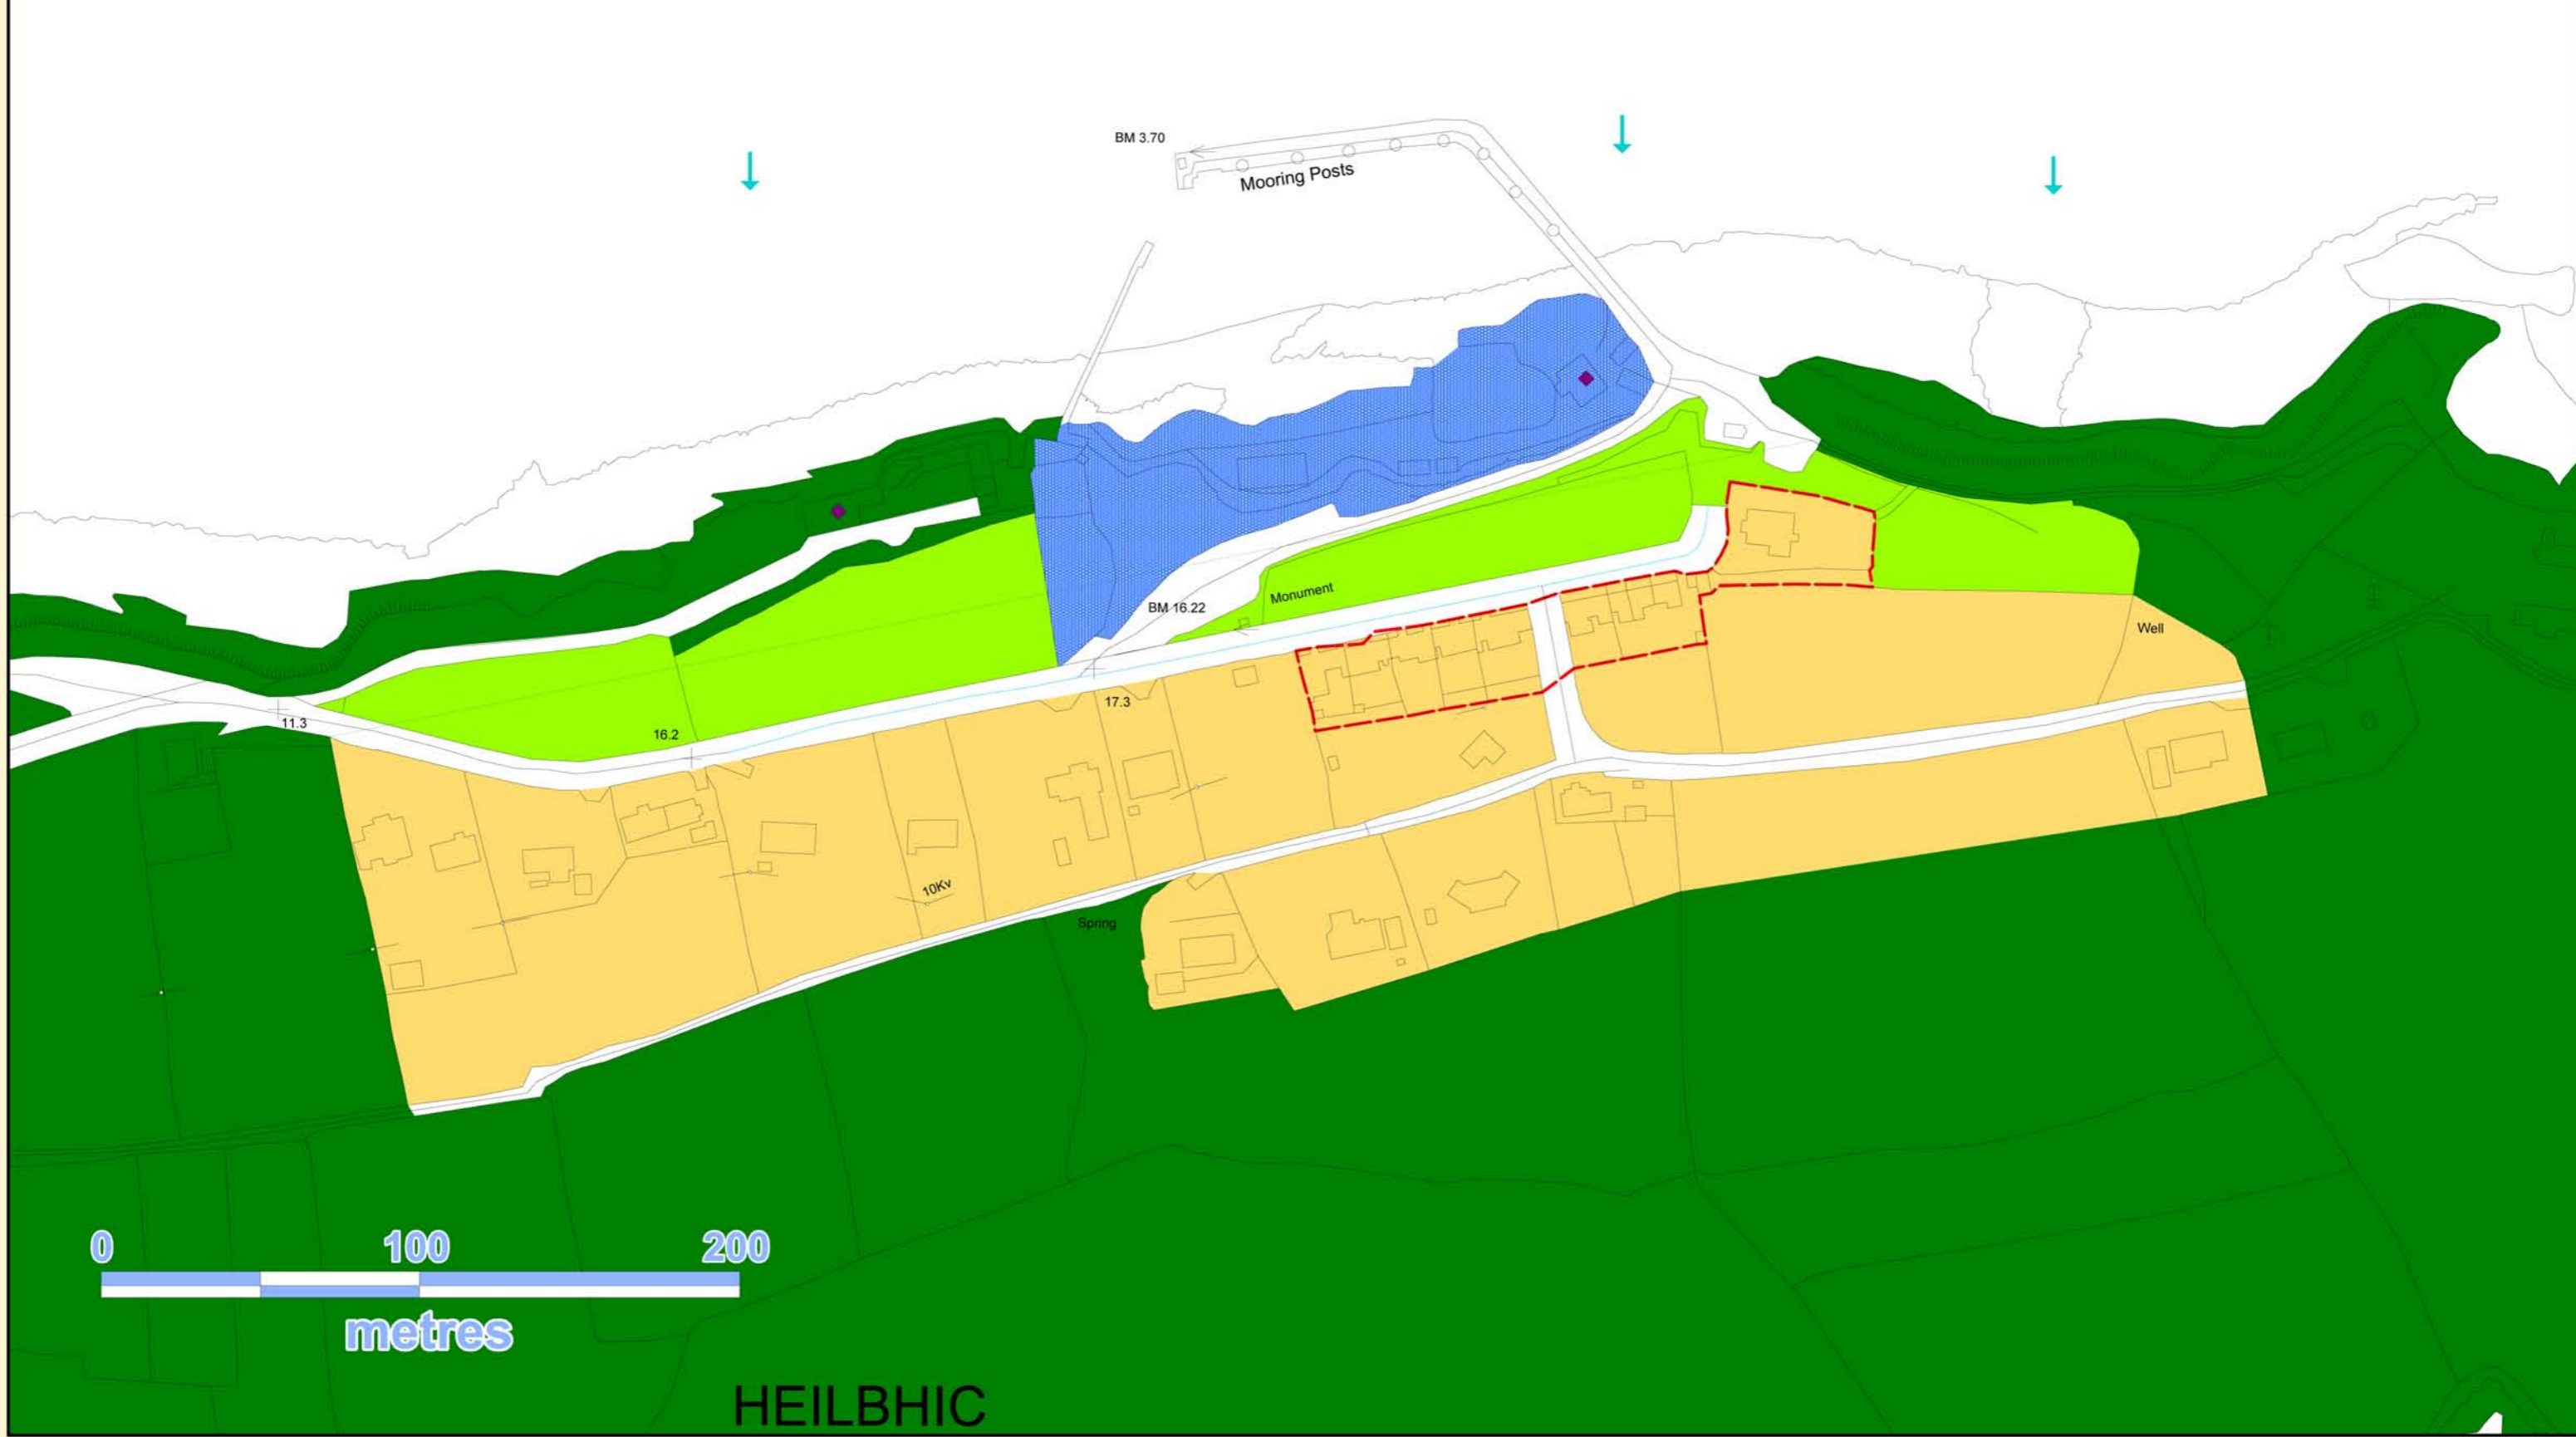 BM 3.70
Mooring Posts
Monument
BM 16.22
Well
17.3
11.3
16.2
10Kv
Spring
0 100 200
metres
HEILBHIC